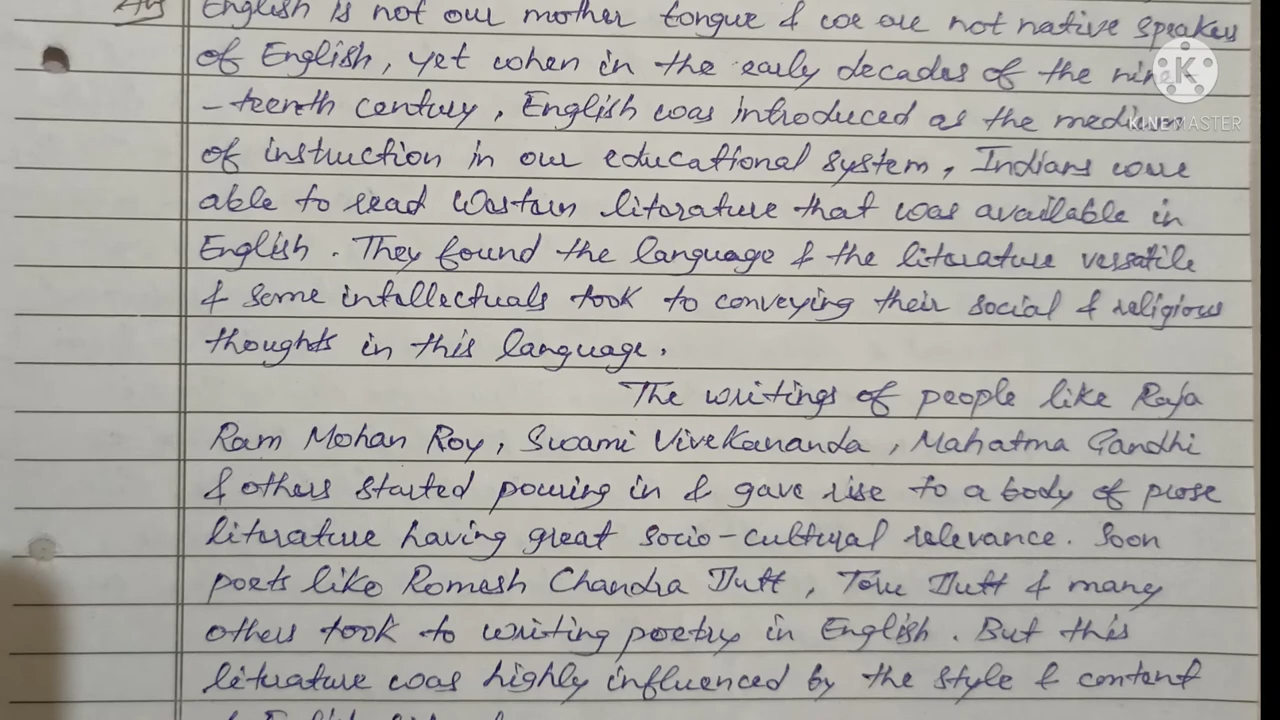 Ans English is not our mother tongue & we are not native speakers
of English, yet when in the early decades of the nine
-teenth century, English was introduced as the medium
KINEMASTER
of instruction in our educational system, Indians were
able to read Western literature that was available in
English. They found the language & the literature versatile
& some intellectuals took to conveying their social & religious
thoughts in this language.
The writings of people like Raja
Ram Mohan Roy, Swami Vivekananda, Mahatma Gandhi
& others started pouring in & gave rise to a body of prose
literature having great socio-cultural relevance. Soon
poets like Romesh Chandra Dutt, Toru Dutt & many
others took to writing poetry in English. But this
literature was highly influenced by the style & content